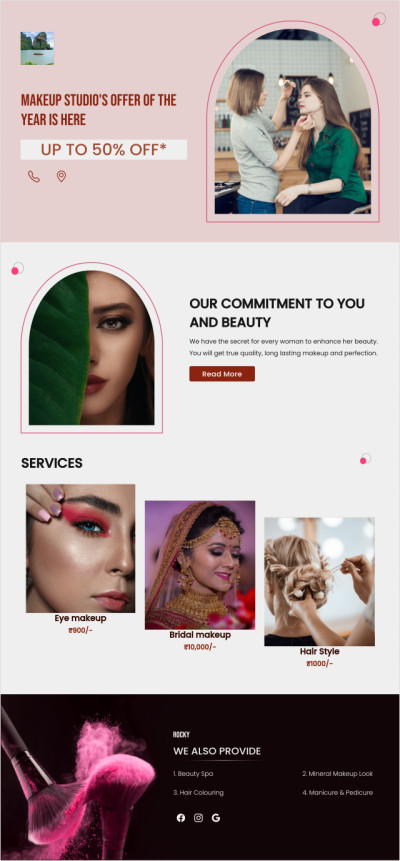 MAKEUP STUDIO'S OFFER OF THE
YEAR IS HERE
UP TO 50% OFF*
OUR COMMITMENT TO YOU
AND BEAUTY
We have the secret for every woman to enhance her beauty.
You will get true quality, long lasting makeup and perfection.
Read More
SERVICES
Eye makeup
₹900/-
Bridal makeup
₹10,000/-
Hair Style
₹1000/-
ROCKY
WE ALSO PROVIDE
1. Beauty Spa
2. Mineral Makeup Look
3. Hair Colouring
4. Manicure & Pedicure